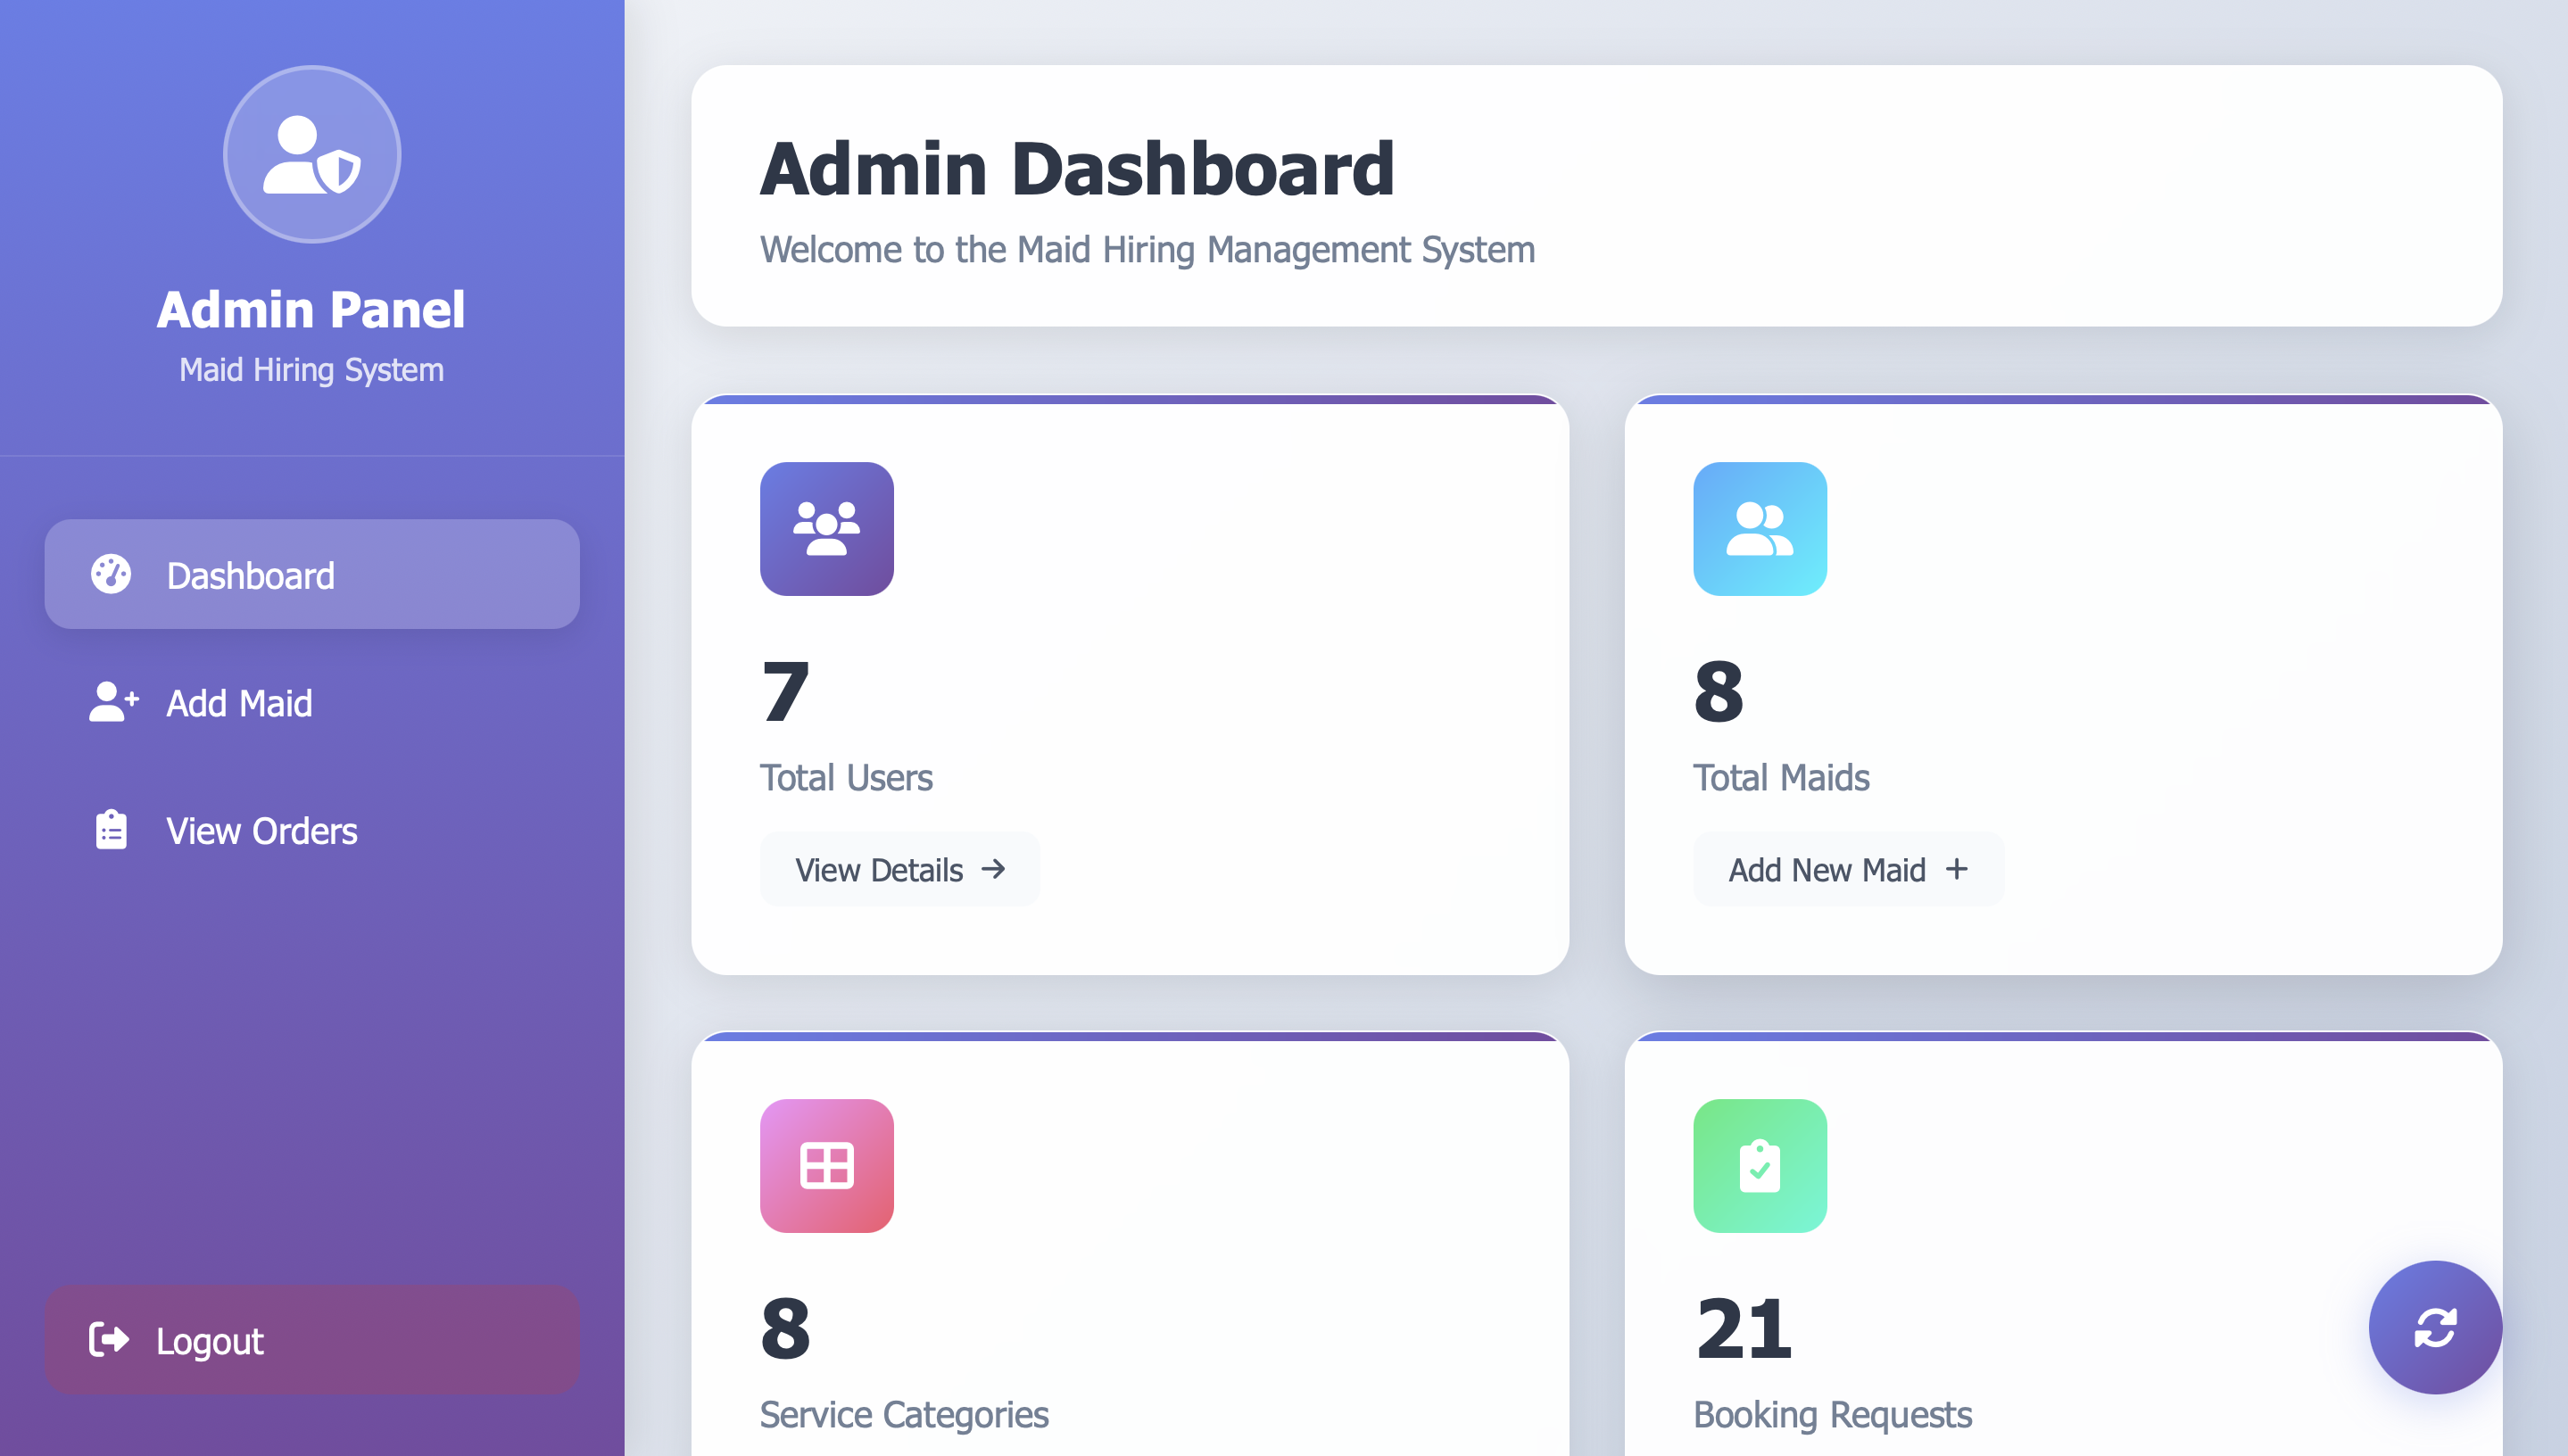 Admin Panel
Maid Hiring System
Dashboard
Add Maid
View Orders
Logout
Admin Dashboard
Welcome to the Maid Hiring Management System
7
Total Users
View Details
8
Total Maids
Add New Maid
8
Service Categories
21
Booking Requests